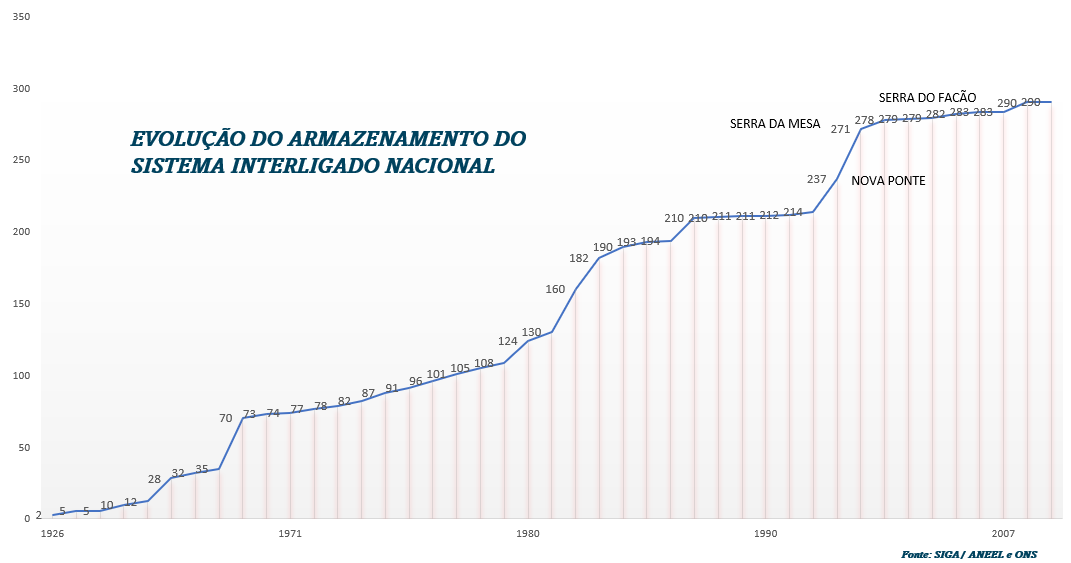 350
300
250
200
150
100
50
0
EVOLUÇÃO DO ARMAZENAMENTO DO
SISTEMA INTERLIGADO NACIONAL
2 5 5 10 12 28 32 35 70 73 74 77 78 82 87 91 96 101 105 108 124 130 160 182 190 193 194 210 210 211 211 212 214 237 271 278 279 279 282 283 283 290 290
SERRA DO FACÃO
SERRA DA MESA
NOVA PONTE
1926 1971 1980 1990 2007
Fonte: SIGA/ ANEEL e ONS